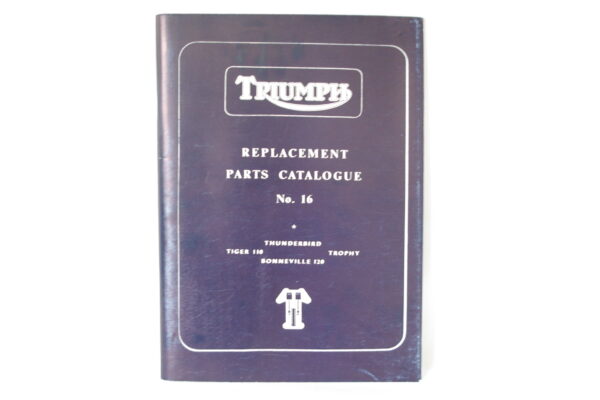 TRIUMPH
REPLACEMENT
PARTS CATALOGUE
No. 16
*
THUNDERBIRD
TIGER 110 TROPHY
BONNEVILLE 120